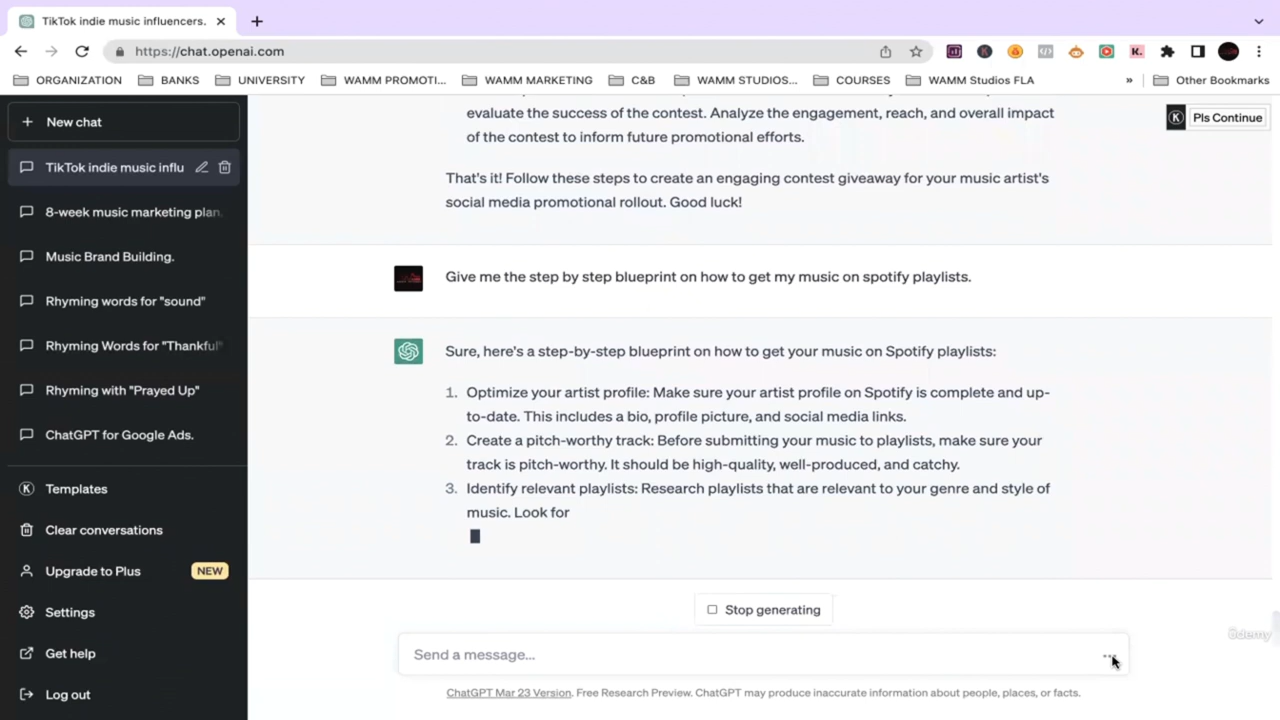 TikTok indie music influencers.
https://chat.openai.com
ORGANIZATION BANKS UNIVERSITY WAMM PROMOTI... WAMM MARKETING C&B WAMM STUDIOS... COURSES WAMM Studios FLA » Other Bookmarks
New chat
TikTok indie music influ
8-week music marketing plan.
Music Brand Building.
Rhyming words for "sound"
Rhyming Words for "Thankful"
Rhyming with "Prayed Up"
ChatGPT for Google Ads.
Templates
Clear conversations
Upgrade to Plus NEW
Settings
Get help
Log out
evaluate the success of the contest. Analyze the engagement, reach, and overall impact
of the contest to inform future promotional efforts.
Pls Continue
That's it! Follow these steps to create an engaging contest giveaway for your music artist's
social media promotional rollout. Good luck!
Give me the step by step blueprint on how to get my music on spotify playlists.
Sure, here's a step-by-step blueprint on how to get your music on Spotify playlists:
1. Optimize your artist profile: Make sure your artist profile on Spotify is complete and up-
to-date. This includes a bio, profile picture, and social media links.
2. Create a pitch-worthy track: Before submitting your music to playlists, make sure your
track is pitch-worthy. It should be high-quality, well-produced, and catchy.
3. Identify relevant playlists: Research playlists that are relevant to your genre and style of
music. Look for
Stop generating
Send a message...
ChatGPT Mar 23 Version. Free Research Preview. ChatGPT may produce inaccurate information about people, places, or facts.
ûdemy